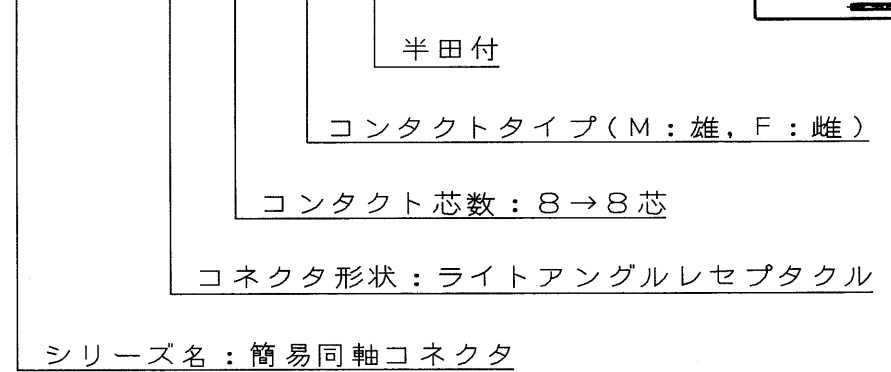 半田付
コンタクトタイプ(M:雄,F:雌)
コンタクト芯数:8→8芯
コネクタ形状:ライトアングルレセプタクル
シリーズ名:簡易同軸コネクタ